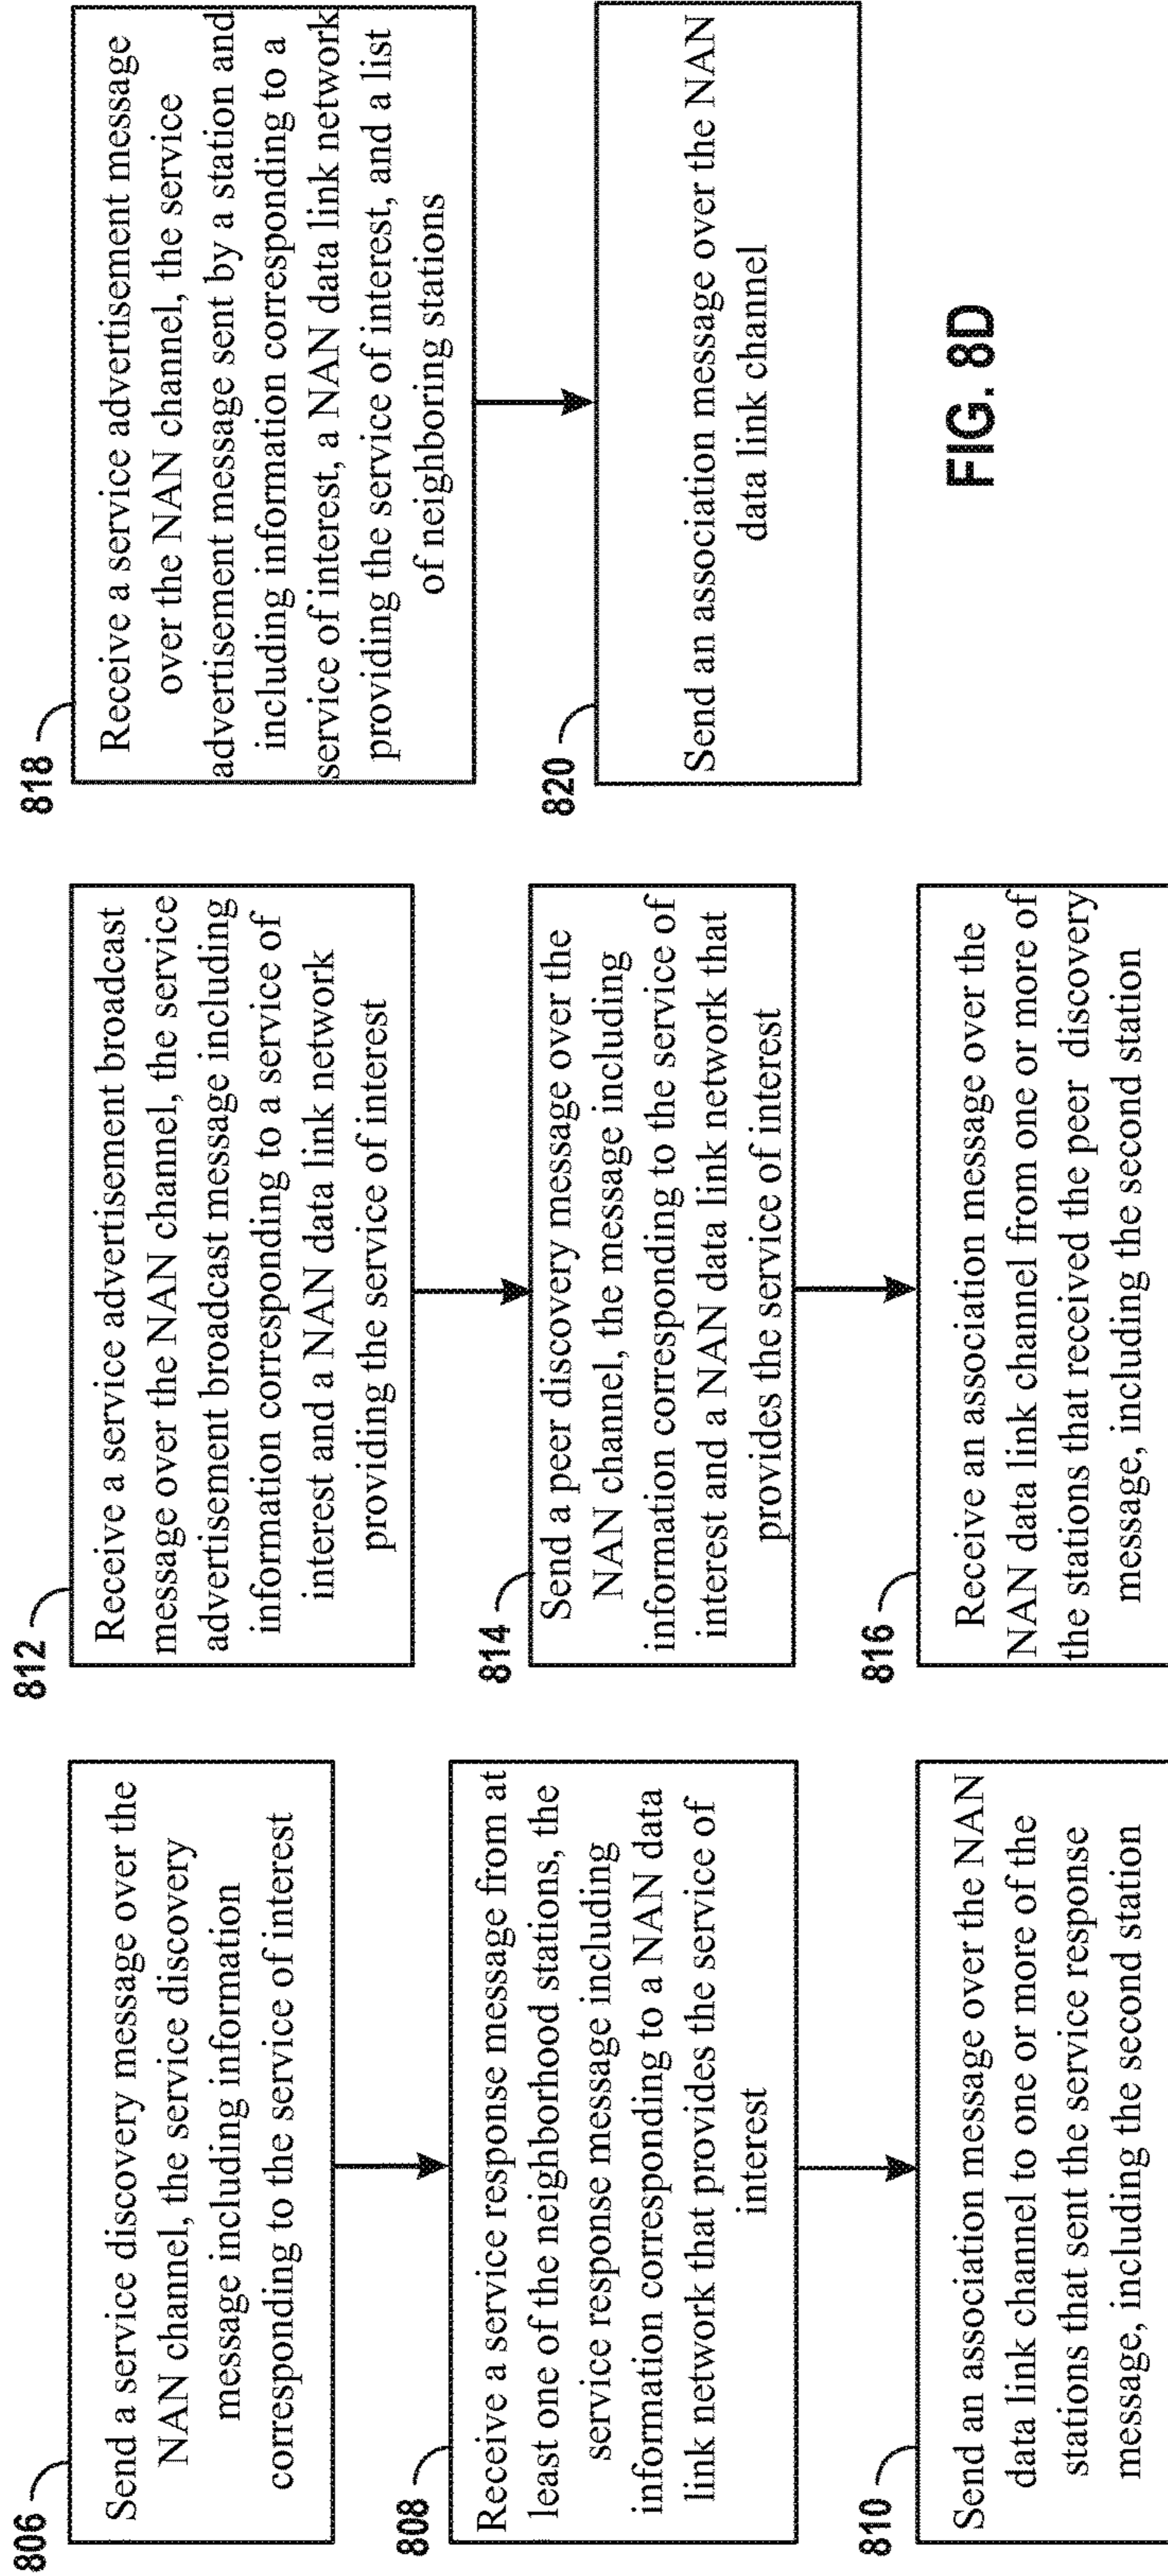 806
Send a service discovery message over the
NAN channel, the service discovery
message including information
corresponding to the service of interest
808
Receive a service response message from at
least one of the neighborhood stations, the
service response message including
information corresponding to a NAN data
link network that provides the service of
interest
810
Send an association message over the NAN
data link channel to one or more of the
stations that sent the service response
message, including the second station
812
Receive a service advertisement broadcast
message over the NAN channel, the service
advertisement broadcast message including
information corresponding to a service of
interest and a NAN data link network
providing the service of interest
814
Send a peer discovery message over the
NAN channel, the message including
information corresponding to the service of
interest and a NAN data link network that
provides the service of interest
816
Receive an association message over the
NAN data link channel from one or more of
the stations that received the peer discovery
message, including the second station
818
Receive a service advertisement message
over the NAN channel, the service
advertisement message sent by a station and
including information corresponding to a
service of interest, a NAN data link network
providing the service of interest, and a list
of neighboring stations
820
Send an association message over the NAN
data link channel
FIG. 8D